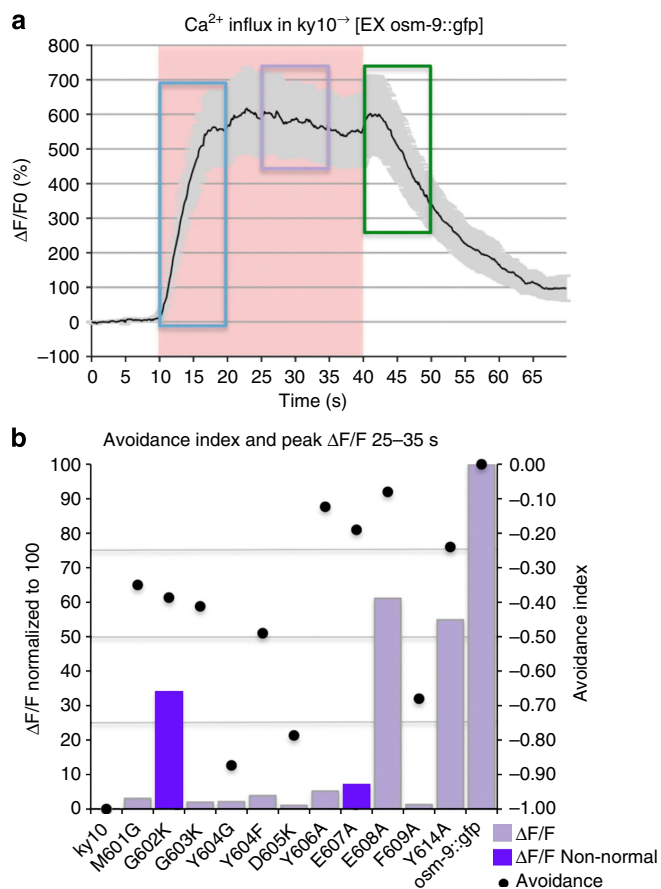 a
Ca2+ influx in ky10→ [EX osm-9::gfp]
ΔF/F0 (%)
800
700
600
500
400
300
200
100
0
−100
0 5 10 15 20 25 30 35 40 45 50 55 60 65
Time (s)
b
Avoidance index and peak ΔF/F 25–35 s
ΔF/F normalized to 100
100
90
80
70
60
50
40
30
20
10
0
0.00
−0.10
−0.20
−0.30
−0.40
−0.50
−0.60
−0.70
−0.80
−0.90
−1.00
Avoidance index
ky10
M601G
G602K
G603K
Y604G
Y604F
D605K
Y606A
E607A
E608A
F609A
Y614A
osm-9::gfp
ΔF/F
ΔF/F Non-normal
Avoidance